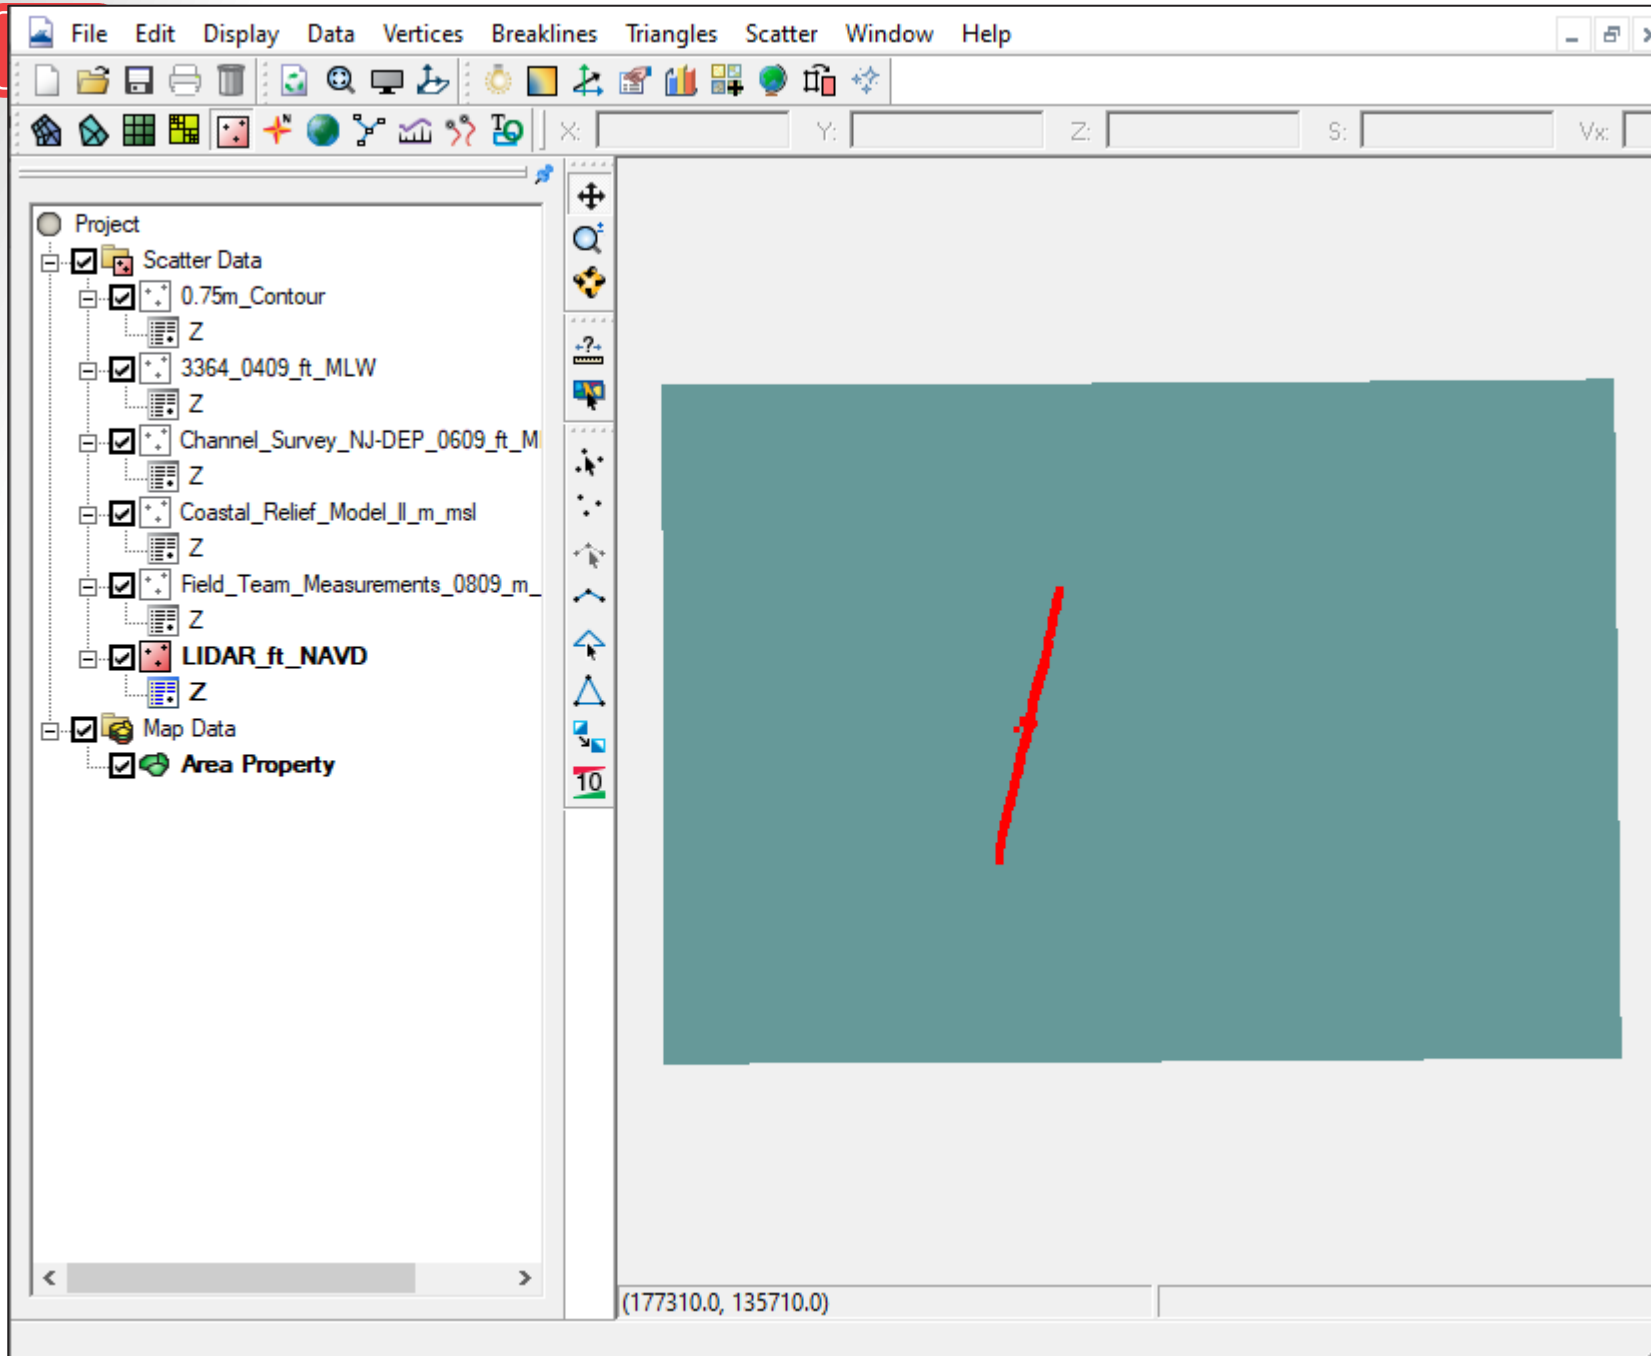 File Edit Display Data Vertices Breaklines Triangles Scatter Window Help
X: Y: Z: S: Vx:
Project
Scatter Data
0.75m_Contour
Z
3364_0409_ft_MLW
Z
Channel_Survey_NJ-DEP_0609_ft_M
Z
Coastal_Relief_Model_II_m_msl
Z
Field_Team_Measurements_0809_m_
Z
LIDAR_ft_NAVD
Z
Map Data
Area Property
10
(177310.0, 135710.0)